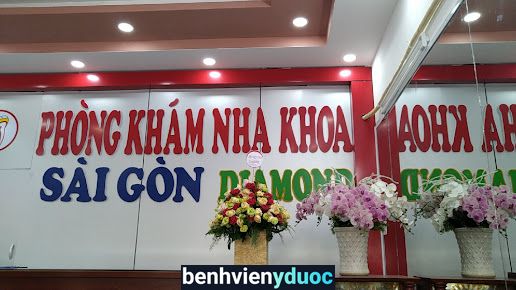 PHÒNG KHÁM NHA KHOA
SÀI GÒN DIAMOND
benhvienyduoc